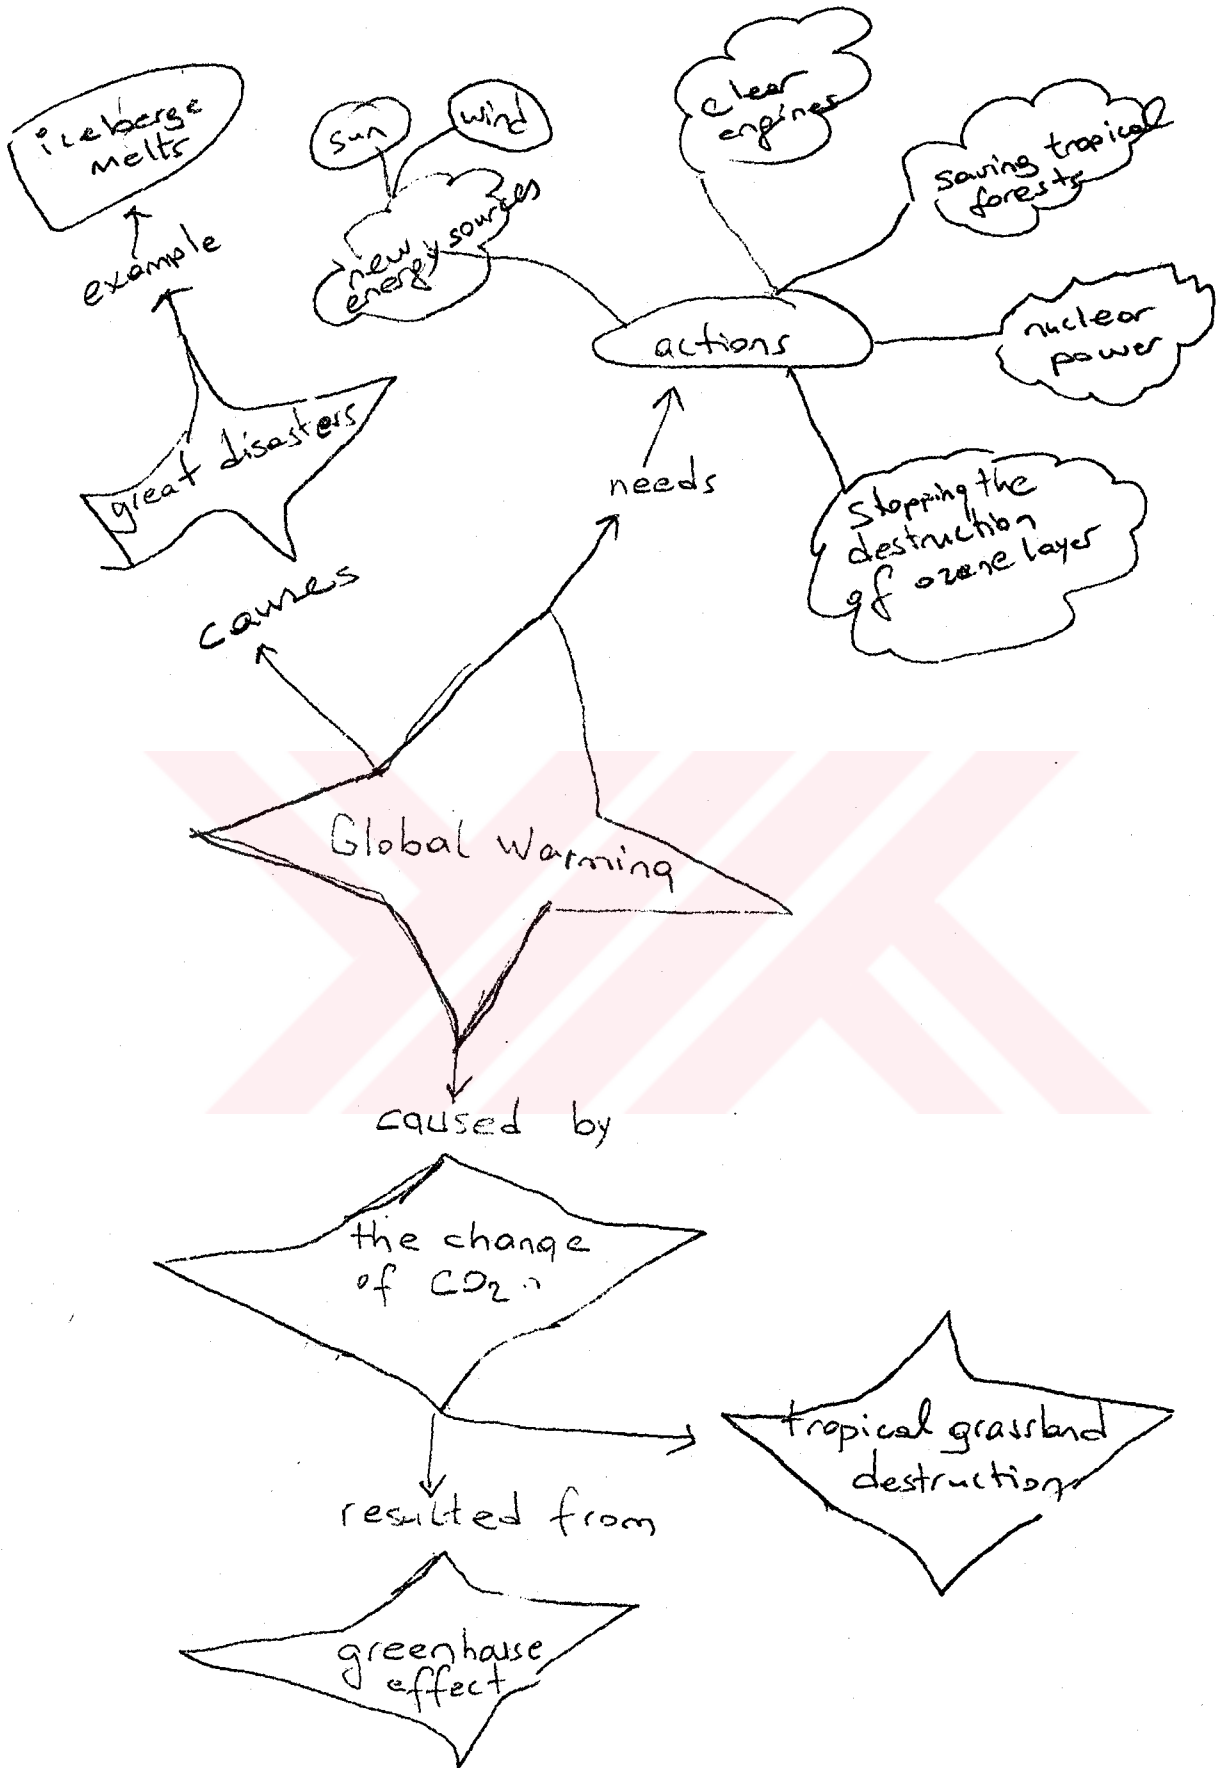 iceberge
melts
example
great disasters
causes
sun
wind
new
energy sources
clear
engines
saving tropical
forests
nuclear
power
actions
needs
Stopping the
destruction
of ozone layer
Global Warming
caused by
the change
of CO2
resulted from
tropical grassland
destruction
greenhouse
effect